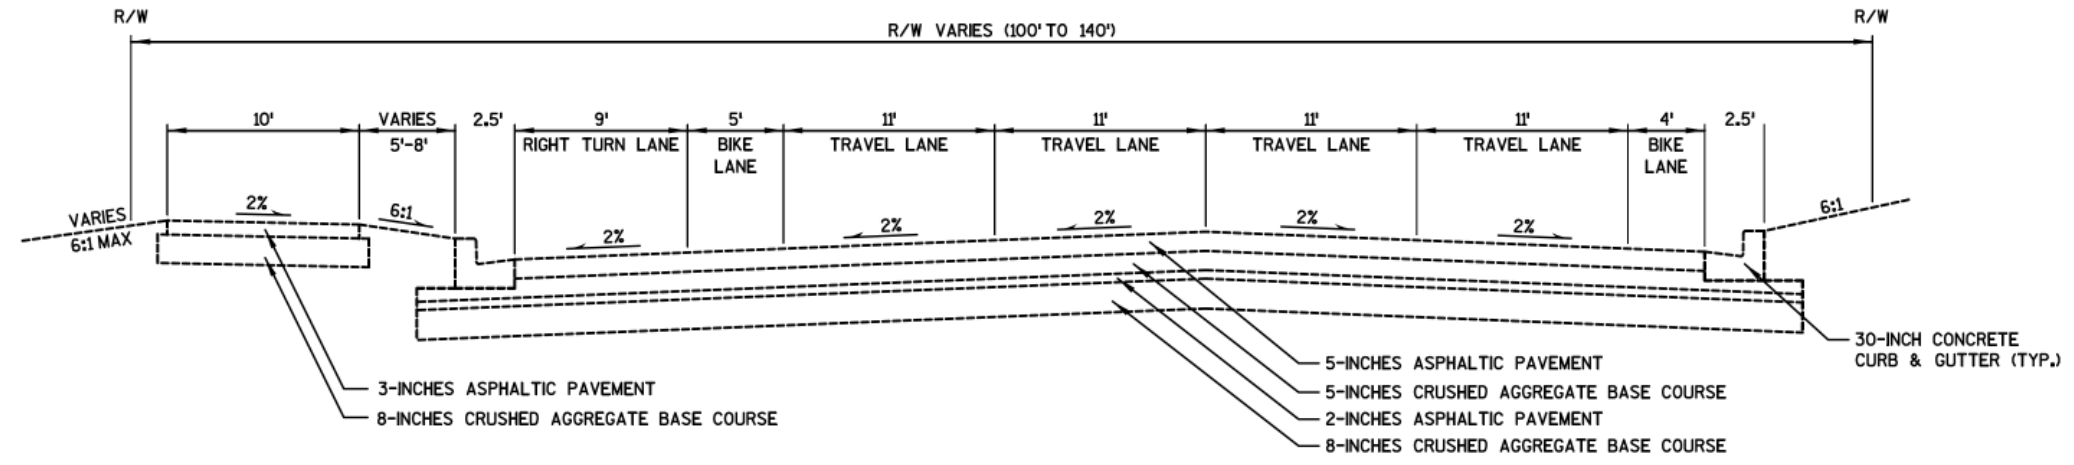 R/W
R/W
R/W VARIES (100' TO 140')
10'
VARIES
5'-8'
2.5'
9'
RIGHT TURN LANE
5'
BIKE
LANE
11'
TRAVEL LANE
11'
TRAVEL LANE
11'
TRAVEL LANE
11'
TRAVEL LANE
4'
BIKE
LANE
2.5'
VARIES
6:1 MAX
2%
6:1
2%
2%
2%
2%
2%
6:1
3-INCHES ASPHALTIC PAVEMENT
8-INCHES CRUSHED AGGREGATE BASE COURSE
5-INCHES ASPHALTIC PAVEMENT
5-INCHES CRUSHED AGGREGATE BASE COURSE
2-INCHES ASPHALTIC PAVEMENT
8-INCHES CRUSHED AGGREGATE BASE COURSE
30-INCH CONCRETE
CURB & GUTTER (TYP.)